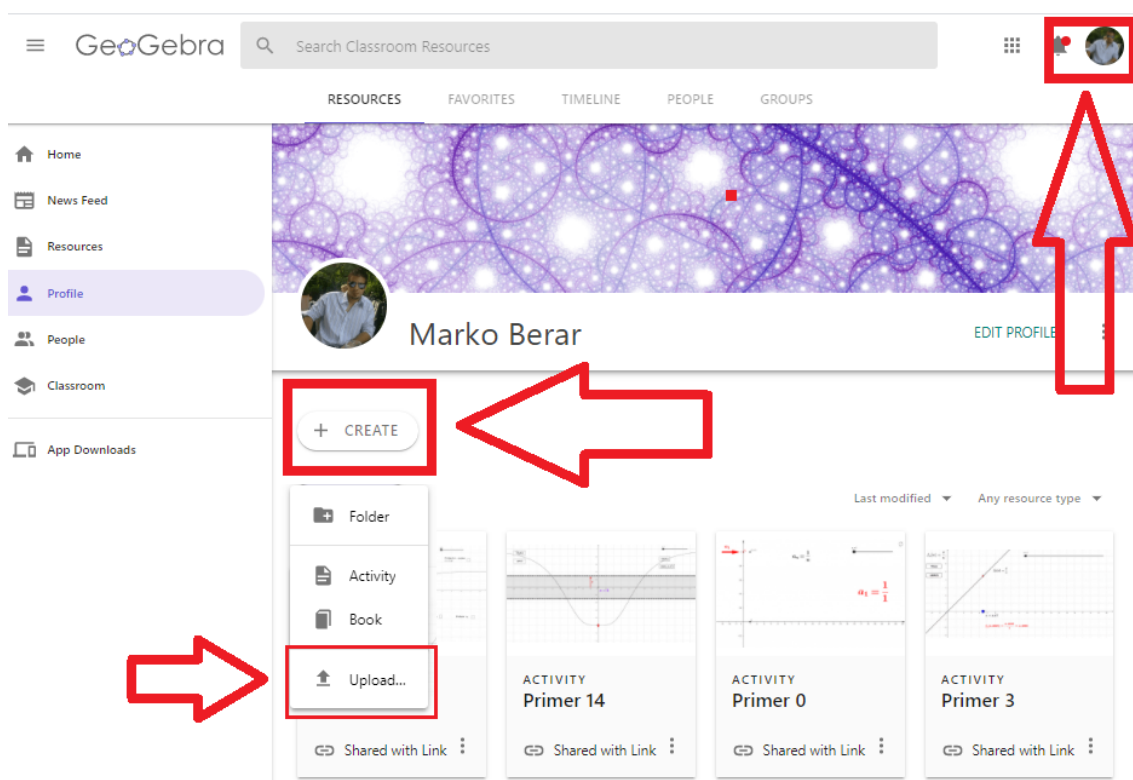 GeoGebra
Search Classroom Resources
RESOURCES FAVORITES TIMELINE PEOPLE GROUPS
Home
News Feed
Resources
Profile
People
Classroom
App Downloads
Marko Berar
EDIT PROFILE
+ CREATE
Last modified
Any resource type
Folder
Activity
Book
Upload...
Shared with Link
ACTIVITY
Primer 14
Shared with Link
ACTIVITY
Primer 0
Shared with Link
ACTIVITY
Primer 3
Shared with Link